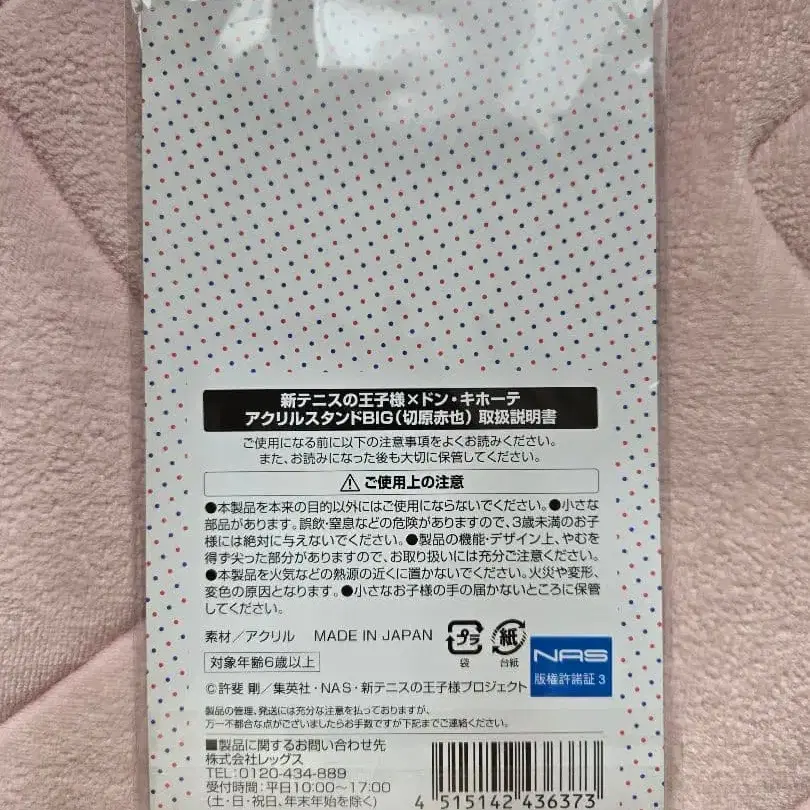 新テニスの王子様×ドン・キホーテ
アクリルスタンドBIG(切原赤也) 取扱説明書
ご使用になる前に以下の注意事項をよくお読みください。
また、お読みになった後も大切に保管してください。
⚠ ご使用上の注意
●本製品を本来の目的以外にはご使用にならないでください。●小さな
部品があります。誤飲・窒息などの危険がありますので、3歳未満のお子
様には絶対に与えないでください。●製品の機能・デザイン上、やむを
得ず尖った部分がありますので、お取り扱いには充分ご注意ください。
●本製品を火気などの熱源の近くに置かないでください。火災や変形、
変色の原因となります。●小さなお子様の手の届かないところに保管
してください。
素材/アクリル MADE IN JAPAN
プラ
袋
紙
台紙
NAS
版権許諾証 3
対象年齢6歳以上
©許斐 剛/集英社・NAS・新テニスの王子様プロジェクト
製品の管理、発送には充分な注意を払っておりますが、
万一不都合な点がございましたらお手数ですが下記までご連絡ください。
■製品に関するお問い合わせ先
株式会社レッグス
TEL:0120-434-889
受付時間:平日10:00〜17:00
(土・日・祝日、年末年始を除く)
4 515142 436373